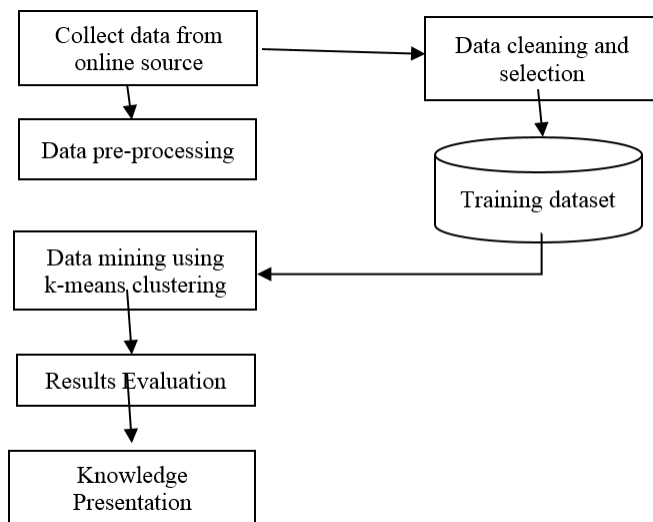 Collect data from
online source
Data cleaning and
selection
Data pre-processing
Training dataset
Data mining using
k-means clustering
Results Evaluation
Knowledge
Presentation